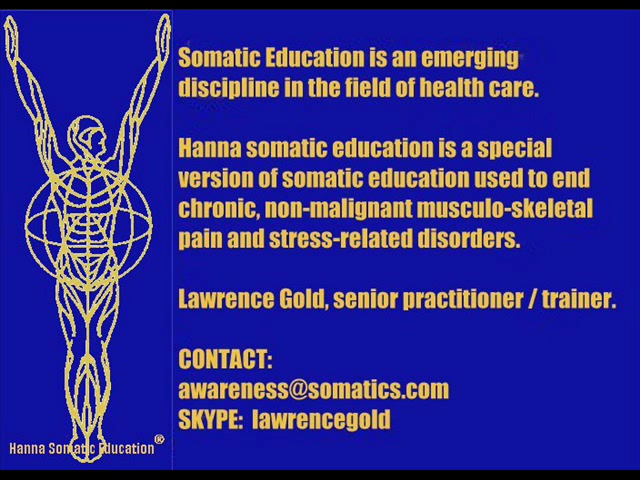 Somatic Education is an emerging
discipline in the field of health care.
Hanna somatic education is a special
version of somatic education used to end
chronic, non-malignant musculo-skeletal
pain and stress-related disorders.
Lawrence Gold, senior practitioner / trainer.
CONTACT:
awareness@somatics.com
SKYPE: lawrencegold
Hanna Somatic Education®